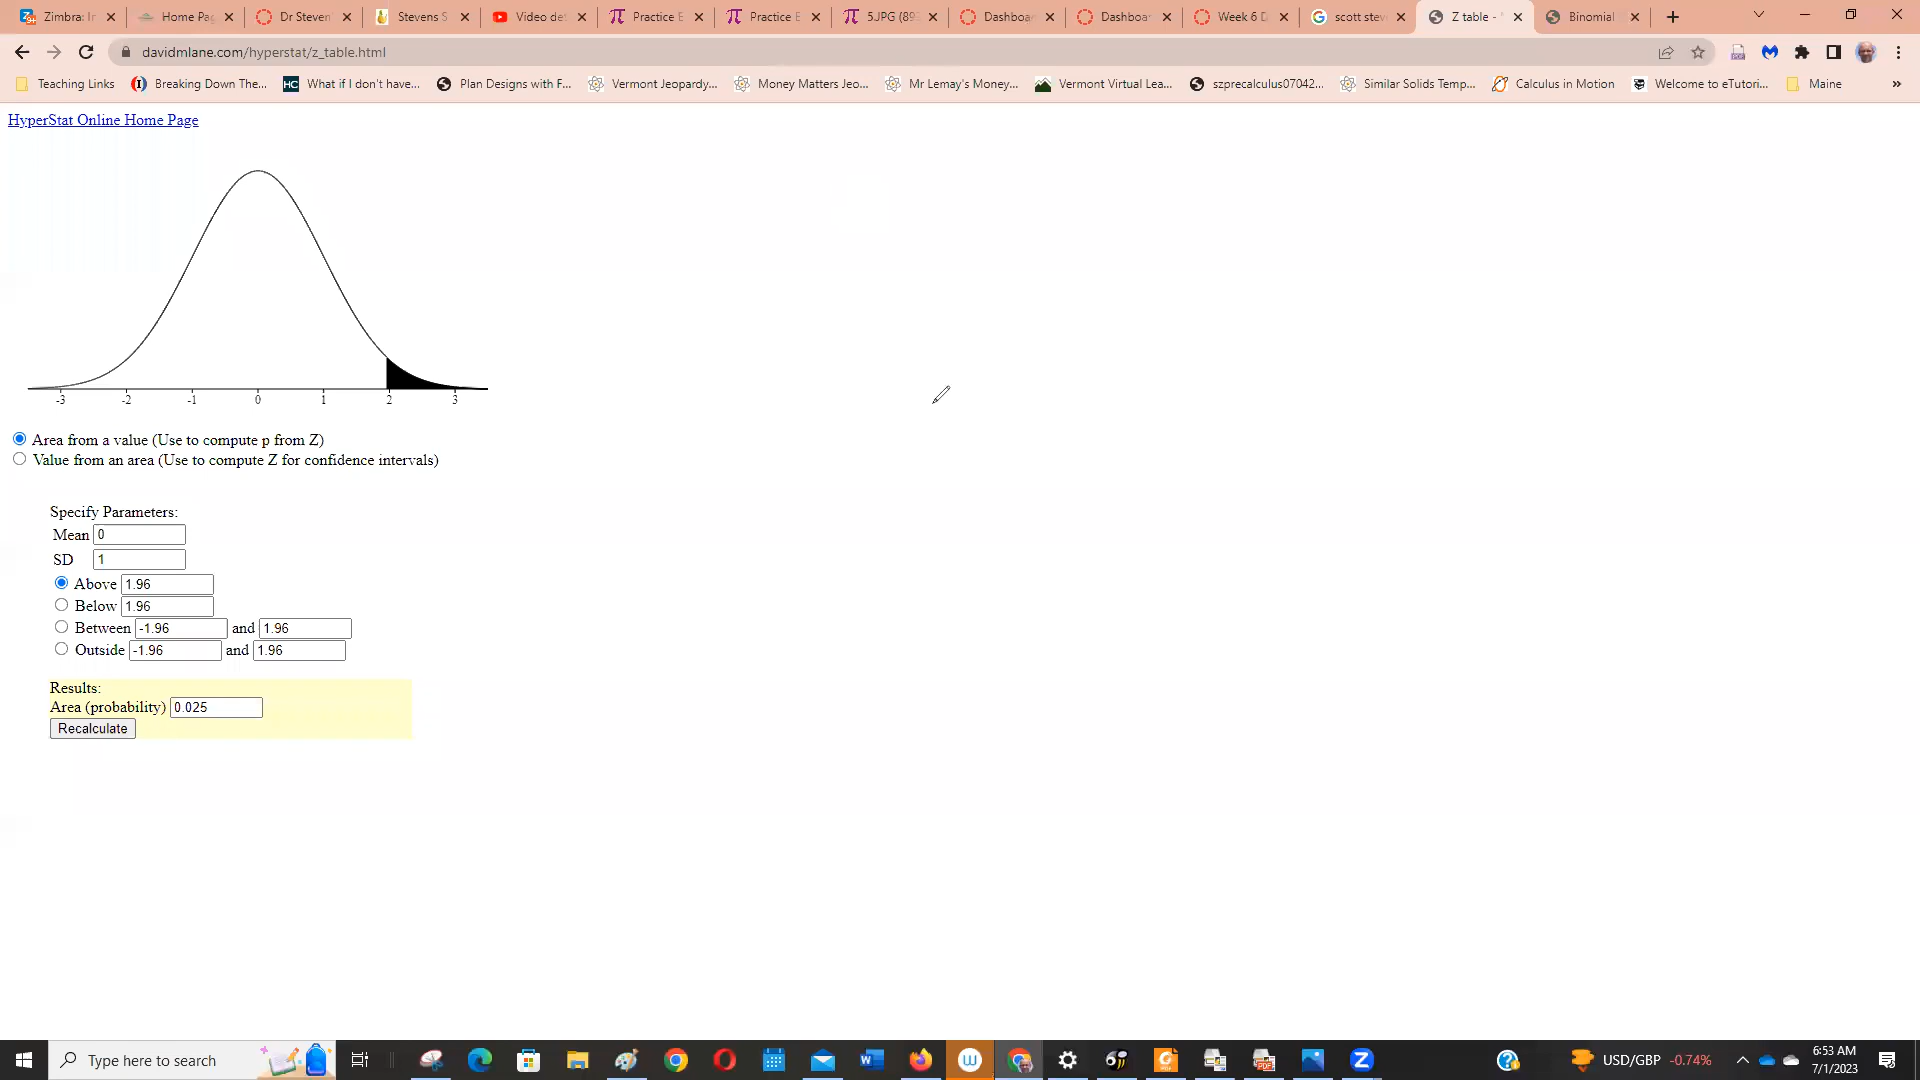 Zimbra: Ir
Home Pag
Dr Steven
Stevens S
Video det
Practice E
Practice E
5.JPG (89
Dashboar
Dashboar
Week 6 D
scott stev
Z table -
Binomial
davidmlane.com/hyperstat/z_table.html
Teaching Links
Breaking Down The...
HC What if I don't have...
Plan Designs with F...
Vermont Jeopardy...
Money Matters Jeo...
Mr Lemay's Money...
Vermont Virtual Lea...
szprecalculus07042...
Similar Solids Temp...
Calculus in Motion
Welcome to eTutori...
Maine
»
HyperStat Online Home Page
-3 -2 -1 0 1 2 3
Area from a value (Use to compute p from Z)
Value from an area (Use to compute Z for confidence intervals)
Specify Parameters:
Mean 0
SD 1
Above 1.96
Below 1.96
Between -1.96 and 1.96
Outside -1.96 and 1.96
Results:
Area (probability) 0.025
Recalculate
Type here to search
USD/GBP -0.74%
6:53 AM
7/1/2023